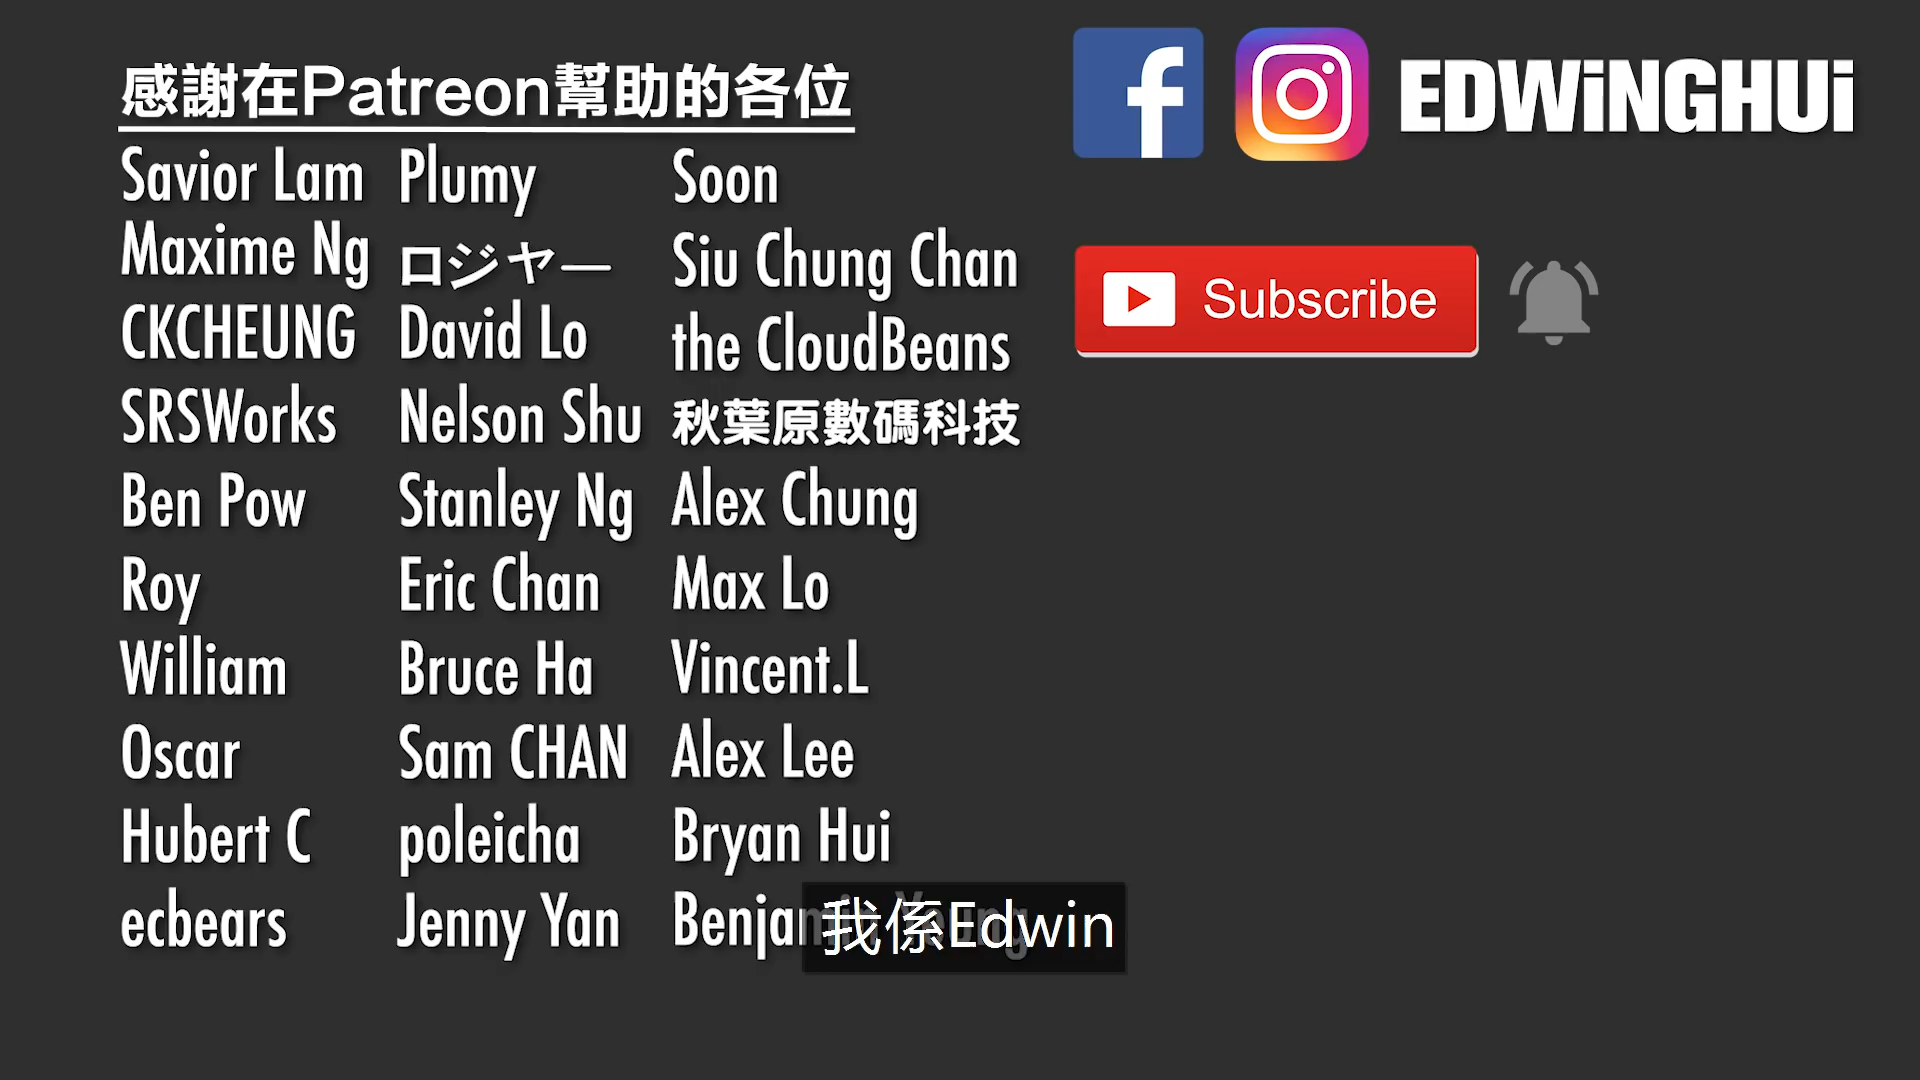 感謝在Patreon幫助的各位
Savior Lam
Maxime Ng
CKCHEUNG
SRSWorks
Ben Pow
Roy
William
Oscar
Hubert C
ecbears
Plumy
ロジャー
David Lo
Nelson Shu
Stanley Ng
Eric Chan
Bruce Ha
Sam CHAN
poleicha
Jenny Yan
Soon
Siu Chung Chan
the CloudBeans
秋葉原數碼科技
Alex Chung
Max Lo
Vincent.L
Alex Lee
Bryan Hui
Benjamin Yeung
EDWiNGHUi
Subscribe
我係Edwin